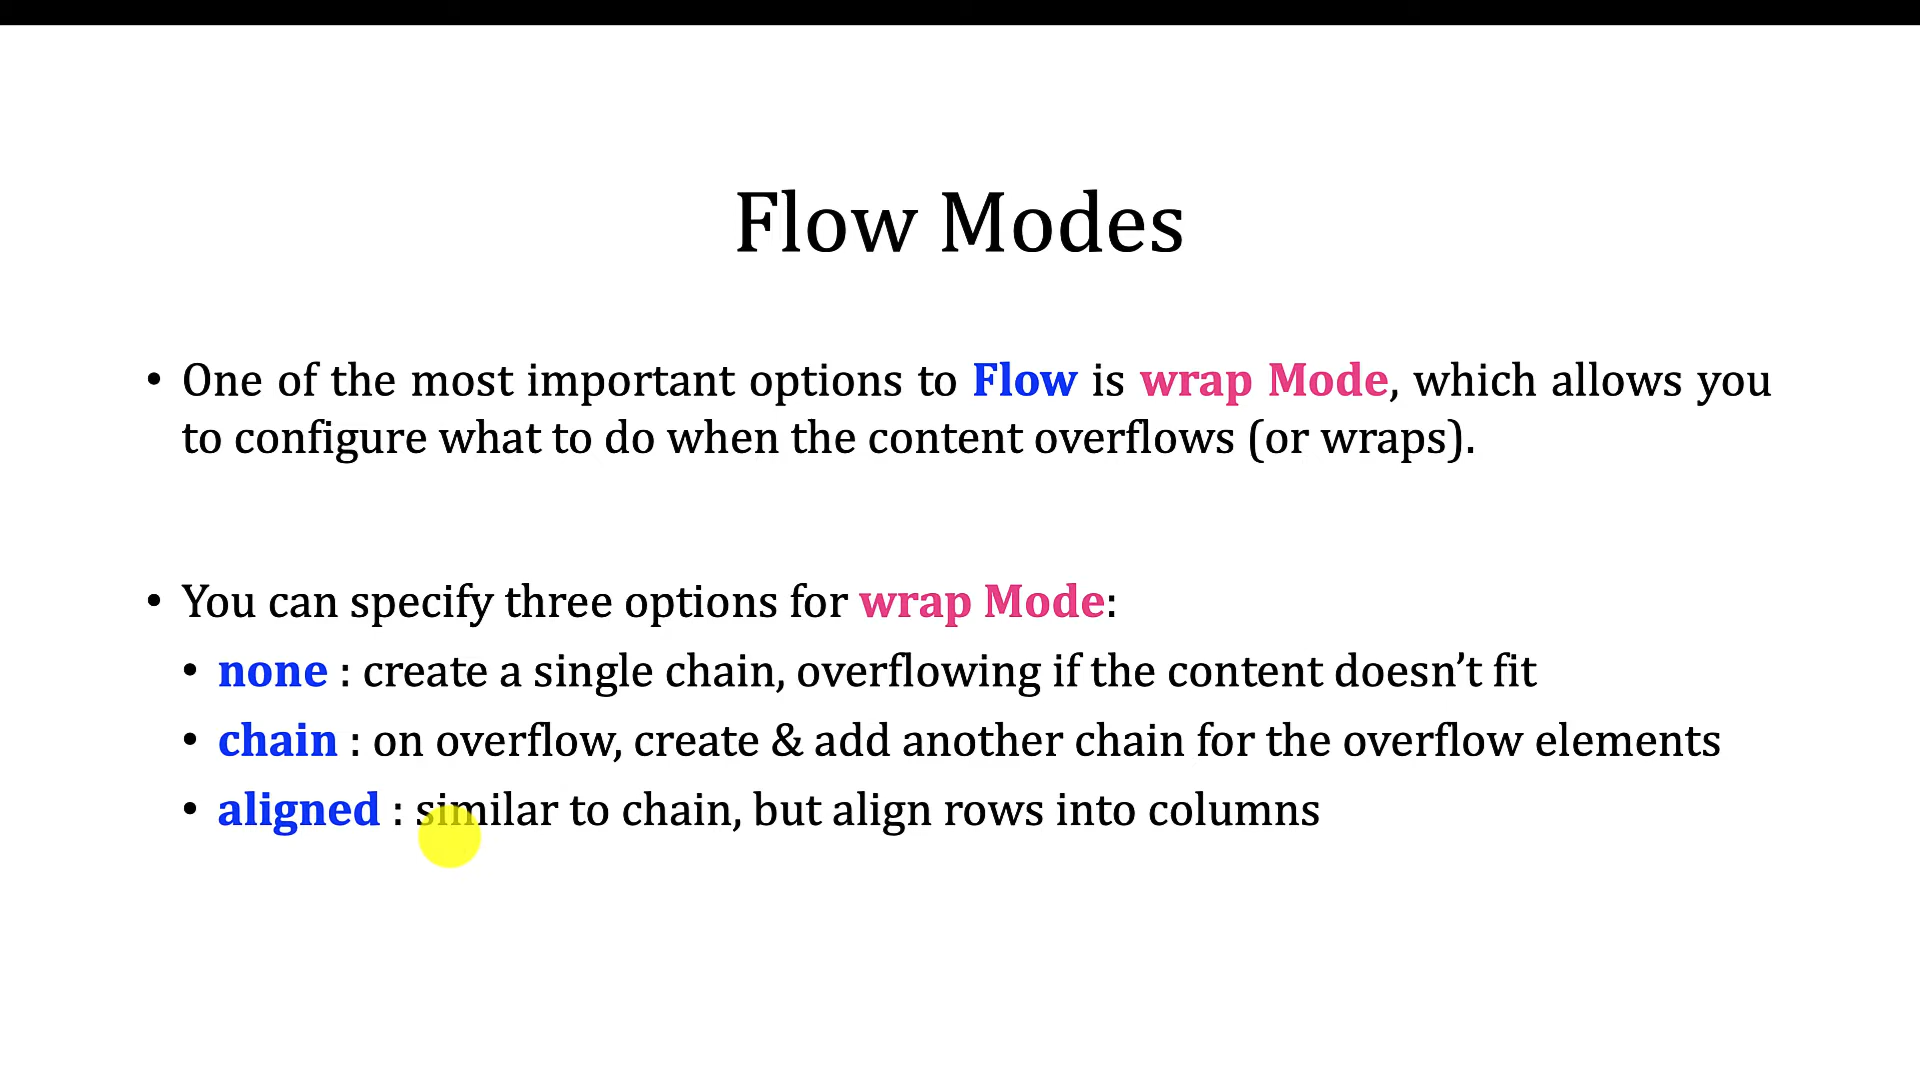 Flow Modes
• One of the most important options to Flow is wrap Mode, which allows you
to configure what to do when the content overflows (or wraps).
• You can specify three options for wrap Mode:
• none : create a single chain, overflowing if the content doesn’t fit
• chain : on overflow, create & add another chain for the overflow elements
• aligned : similar to chain, but align rows into columns